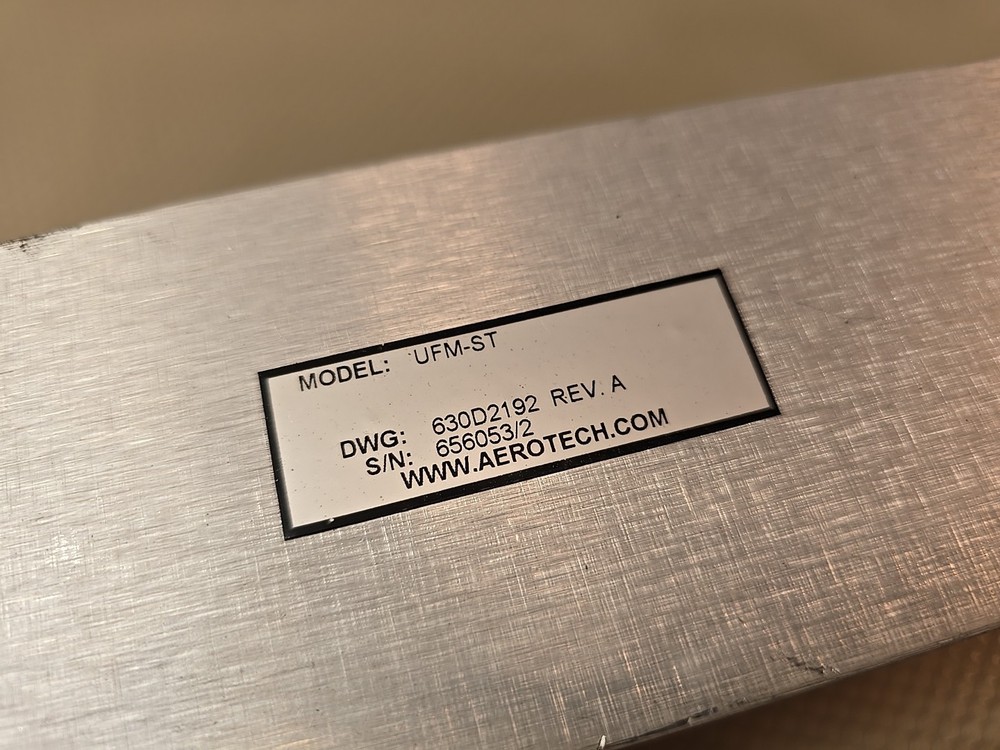 MODEL: UFM-ST
DWG: 630D2192 REV. A
S/N: 656053/2
WWW.AEROTECH.COM